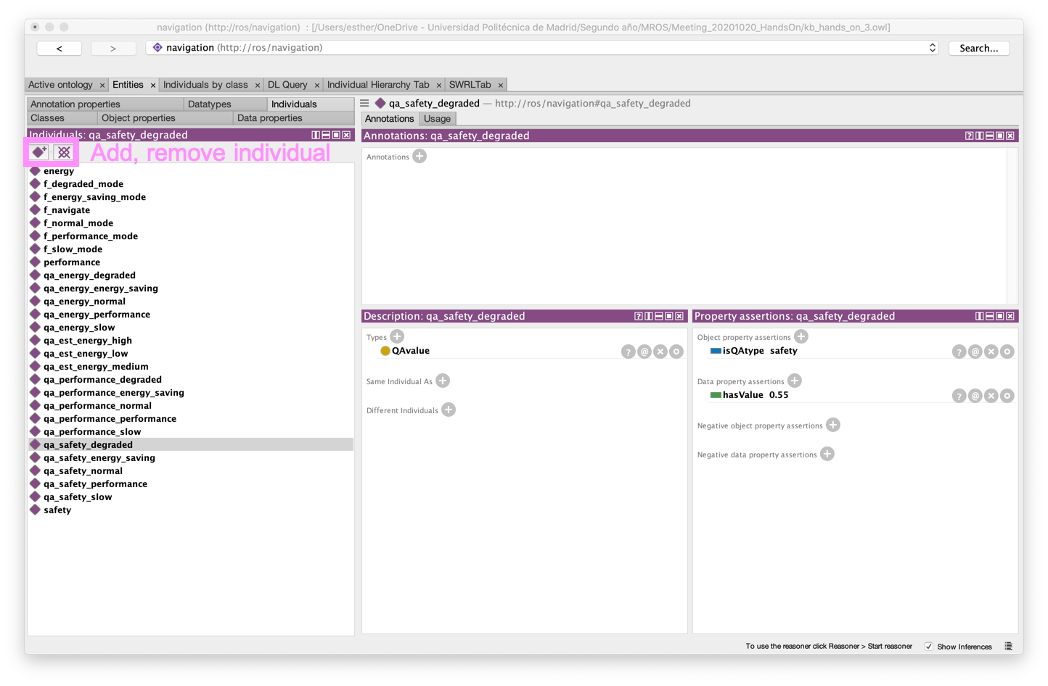 navigation (http://ros/navigation) : [/Users/esther/OneDrive - Universidad Politécnica de Madrid/Segundo año/MROS/Meeting_20201020_HandsOn/kb_hands_on_3.owl]
< > navigation (http://ros/navigation) Search...
Active ontology × Entities × Individuals by class × DL Query × Individual Hierarchy Tab × SWRLTab ×
Annotation properties Datatypes Individuals
Classes Object properties Data properties
qa_safety_degraded — http://ros/navigation#qa_safety_degraded
Annotations Usage
Individuals: qa_safety_degraded
Add, remove individual
energy
f_degraded_mode
f_energy_saving_mode
f_navigate
f_normal_mode
f_performance_mode
f_slow_mode
performance
qa_energy_degraded
qa_energy_energy_saving
qa_energy_normal
qa_energy_performance
qa_energy_slow
qa_est_energy_high
qa_est_energy_low
qa_est_energy_medium
qa_performance_degraded
qa_performance_energy_saving
qa_performance_normal
qa_performance_performance
qa_performance_slow
qa_safety_degraded
qa_safety_energy_saving
qa_safety_normal
qa_safety_performance
qa_safety_slow
safety
Annotations: qa_safety_degraded
Annotations
Description: qa_safety_degraded
Types
QAvalue
Same Individual As
Different Individuals
Property assertions: qa_safety_degraded
Object property assertions
isQAtype safety
Data property assertions
hasValue 0.55
Negative object property assertions
Negative data property assertions
To use the reasoner click Reasoner > Start reasoner Show Inferences